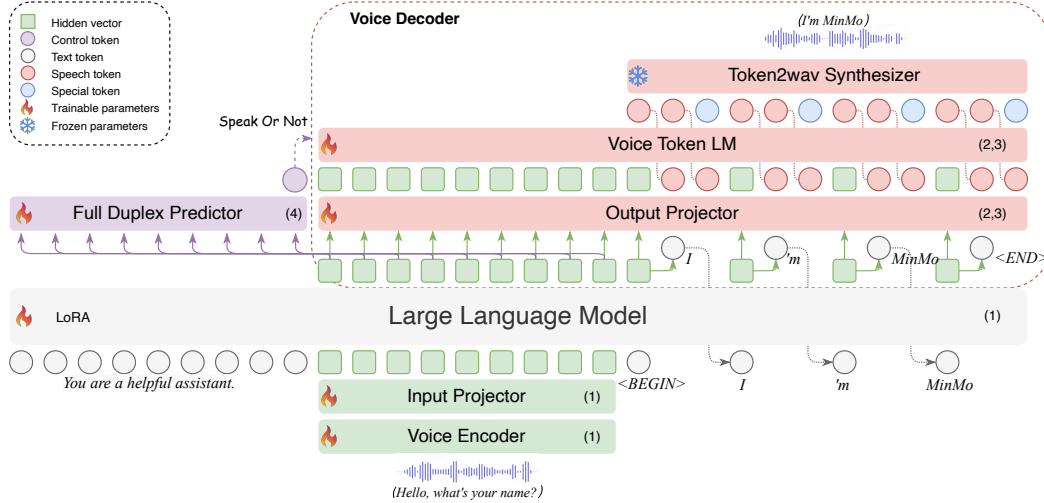 Hidden vector
Control token
Text token
Speech token
Special token
Trainable parameters
Frozen parameters
Voice Decoder
(I'm MinMo)
Token2wav Synthesizer
Speak Or Not
Voice Token LM (2,3)
Full Duplex Predictor (4)
Output Projector (2,3)
I 'm MinMo <END>
LoRA Large Language Model (1)
You are a helpful assistant. <BEGIN> I 'm MinMo
Input Projector (1)
Voice Encoder (1)
(Hello, what's your name?)